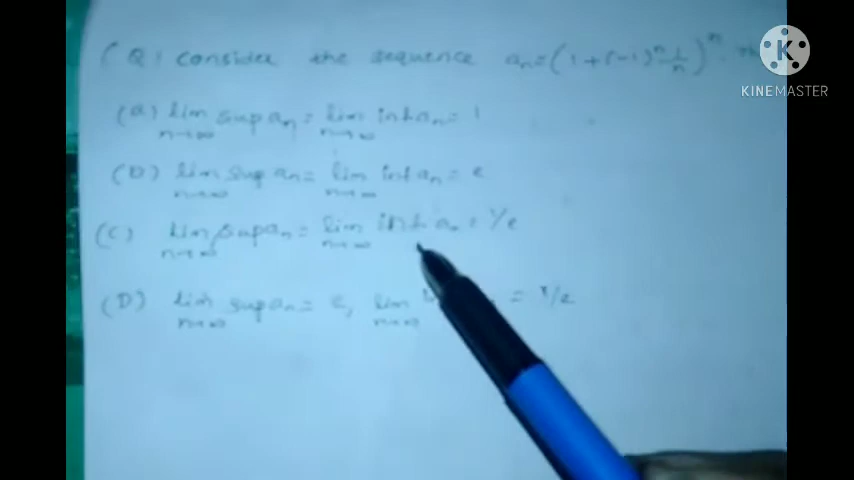 (Q) Consider the sequence an=(1+(-1)^n 1/n)^n.
K
KINEMASTER
(a) lim n→∞ sup an = lim n→∞ inf an = 1
(b) lim n→∞ sup an = lim n→∞ inf an = e
(c) lim n→∞ sup an = lim n→∞ inf an = 1/e
(D) lim n→∞ sup an = e, lim n→∞ = 1/e